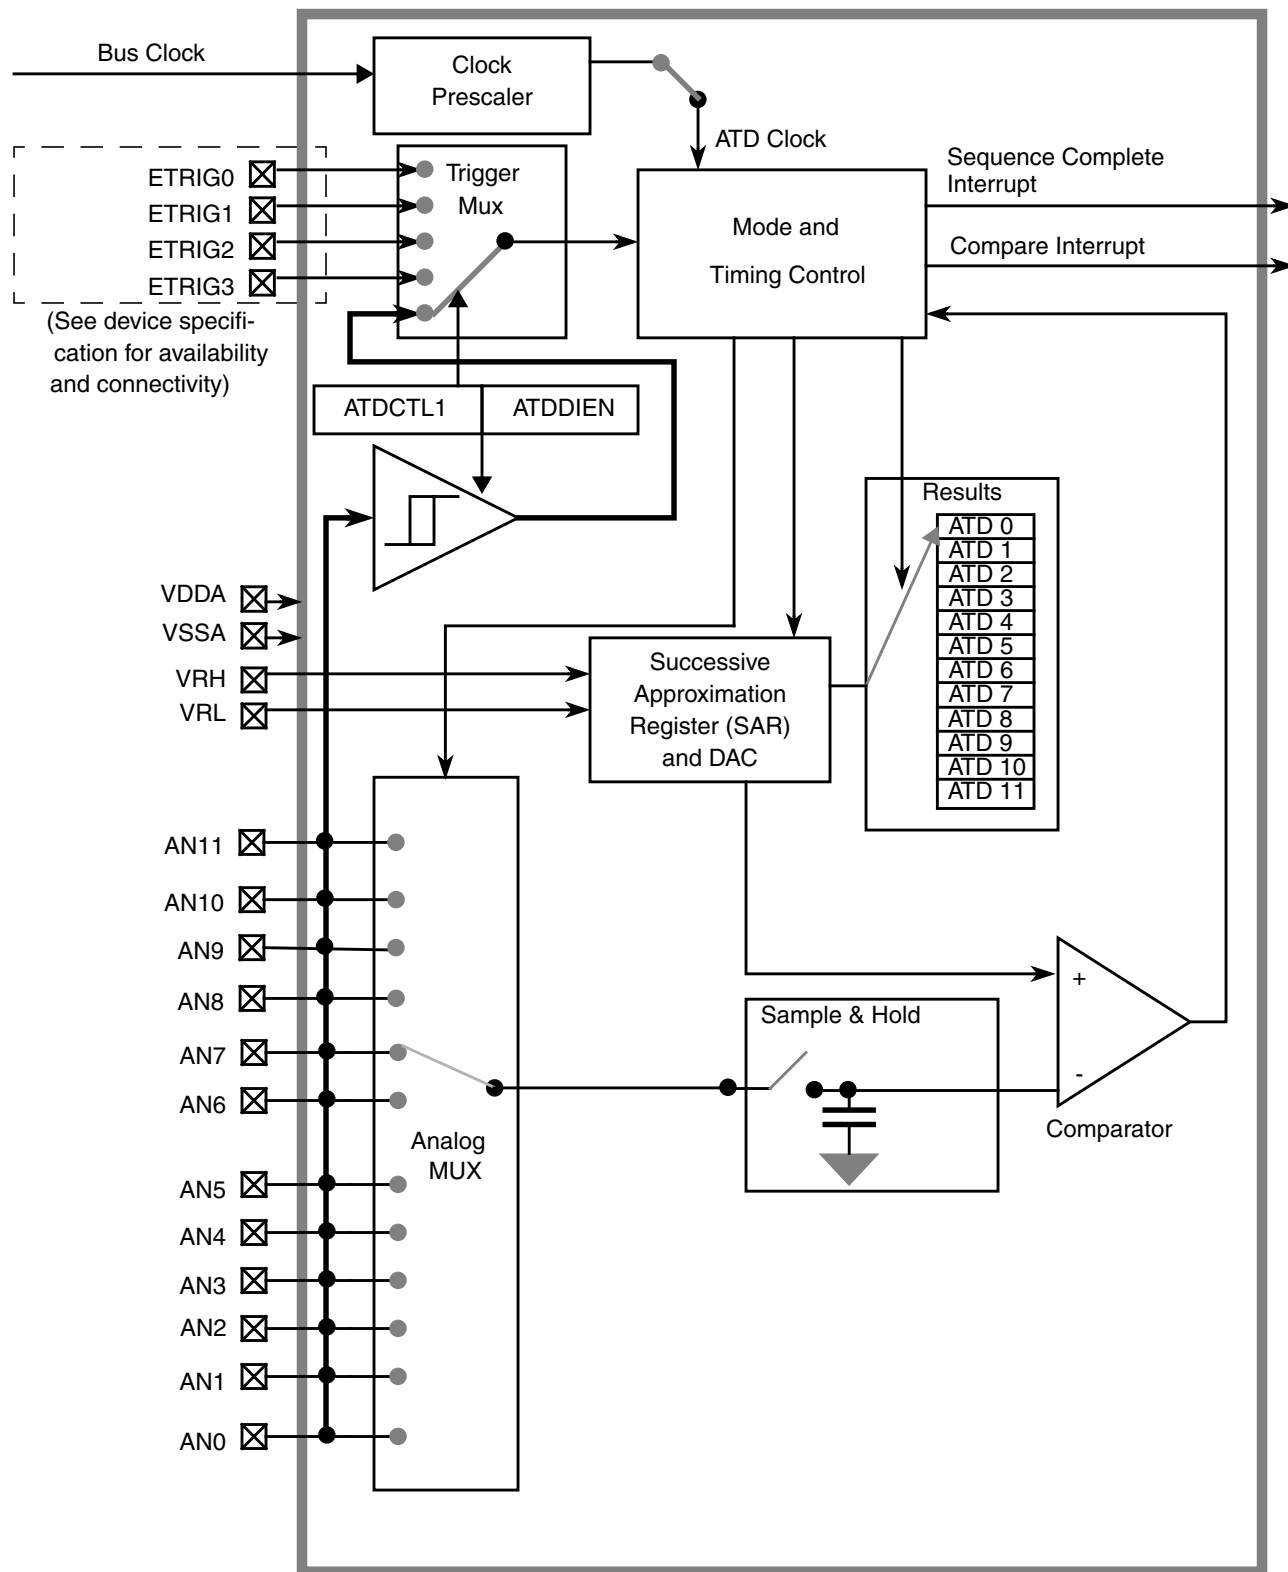 Bus Clock
Clock
Prescaler
ATD Clock
ETRIG0
ETRIG1
ETRIG2
ETRIG3
(See device specifi-
cation for availability
and connectivity)
Trigger
Mux
Mode and
Timing Control
Sequence Complete
Interrupt
Compare Interrupt
ATDCTL1
ATDDIEN
Results
ATD 0
ATD 1
ATD 2
ATD 3
ATD 4
ATD 5
ATD 6
ATD 7
ATD 8
ATD 9
ATD 10
ATD 11
VDDA
VSSA
VRH
VRL
Successive
Approximation
Register (SAR)
and DAC
AN11
AN10
AN9
AN8
AN7
AN6
AN5
AN4
AN3
AN2
AN1
AN0
Analog
MUX
Sample & Hold
+
-
Comparator